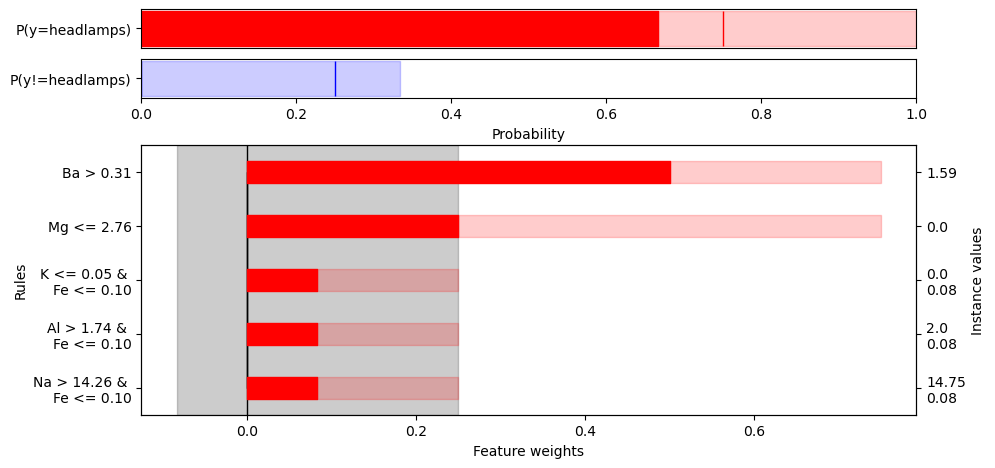 P(y=headlamps)
P(y!=headlamps)
0.0 0.2 0.4 0.6 0.8 1.0
Probability
Rules
Ba > 0.31 1.59
Mg <= 2.76 0.0
K <= 0.05 & 0.0
Fe <= 0.10 0.08
Al > 1.74 & 2.0
Fe <= 0.10 0.08
Na > 14.26 & 14.75
Fe <= 0.10 0.08
Instance values
0.0 0.2 0.4 0.6
Feature weights